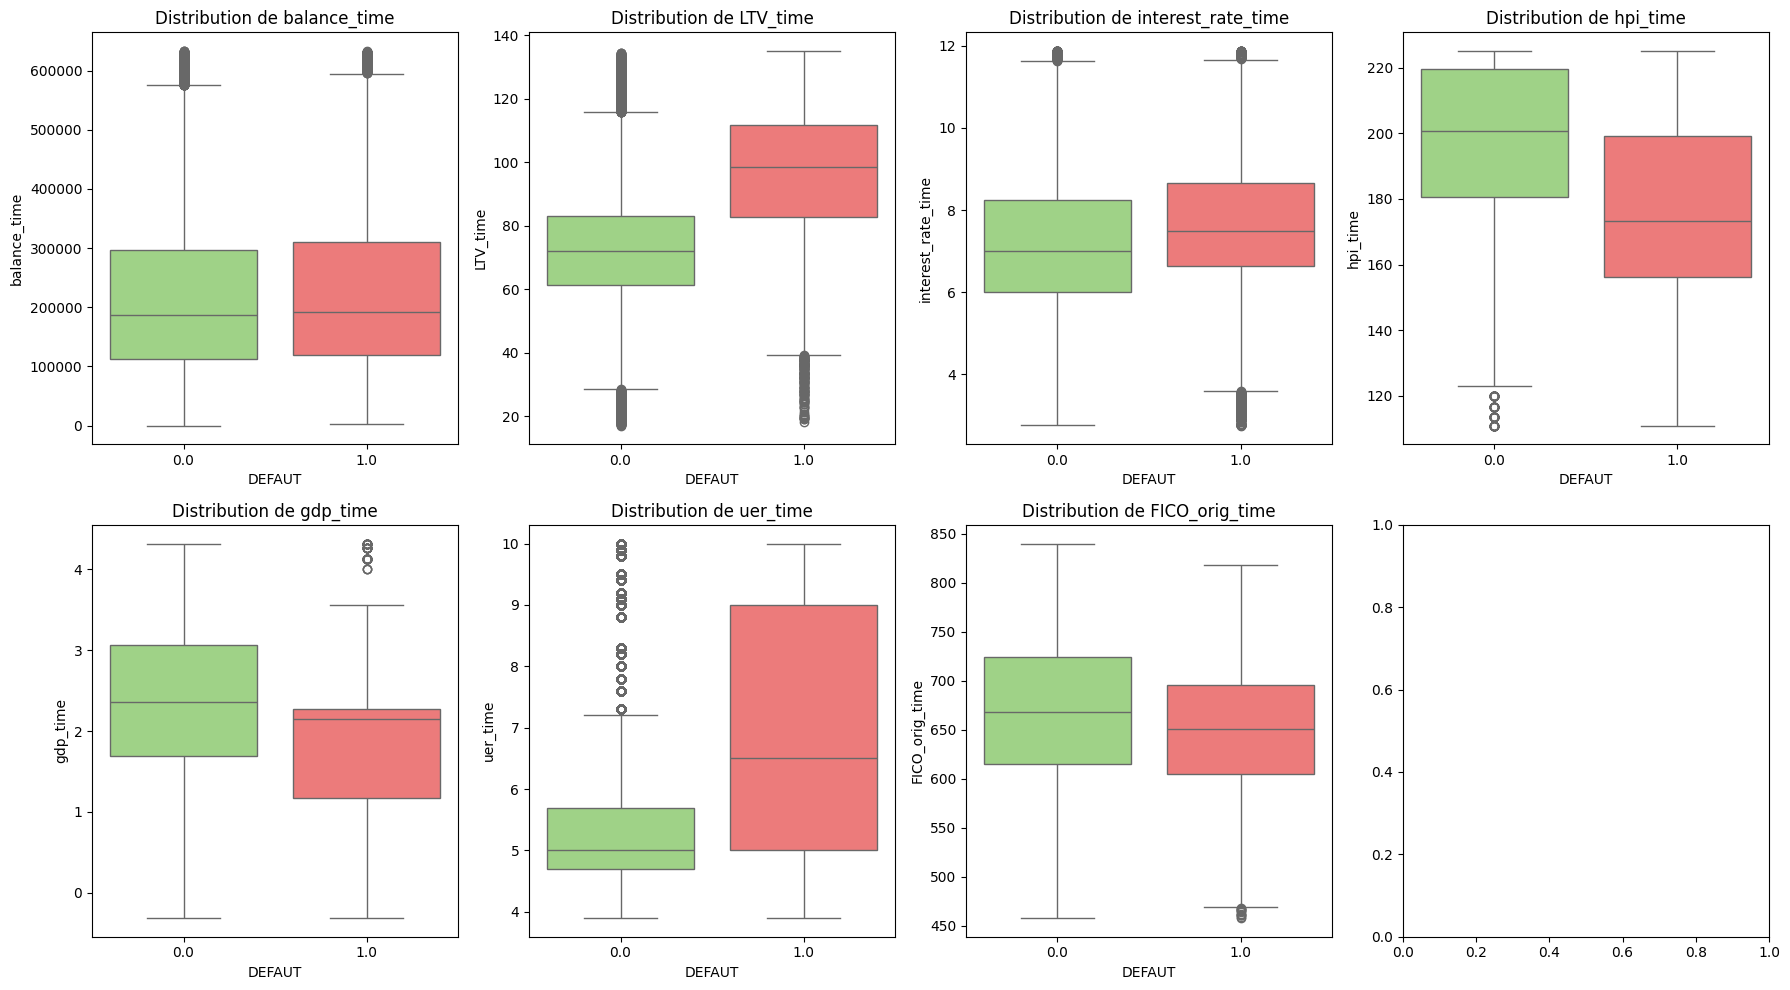 Distribution de balance_time
balance_time
600000
500000
400000
300000
200000
100000
0
0.0 1.0
DEFAUT
Distribution de LTV_time
LTV_time
140
120
100
80
60
40
20
0.0 1.0
DEFAUT
Distribution de interest_rate_time
interest_rate_time
12
10
8
6
4
0.0 1.0
DEFAUT
Distribution de hpi_time
hpi_time
220
200
180
160
140
120
0.0 1.0
DEFAUT
Distribution de gdp_time
gdp_time
4
3
2
1
0
0.0 1.0
DEFAUT
Distribution de uer_time
uer_time
10
9
8
7
6
5
4
0.0 1.0
DEFAUT
Distribution de FICO_orig_time
FICO_orig_time
850
800
750
700
650
600
550
500
450
0.0 1.0
DEFAUT
1.0
0.8
0.6
0.4
0.2
0.0
0.0 0.2 0.4 0.6 0.8 1.0